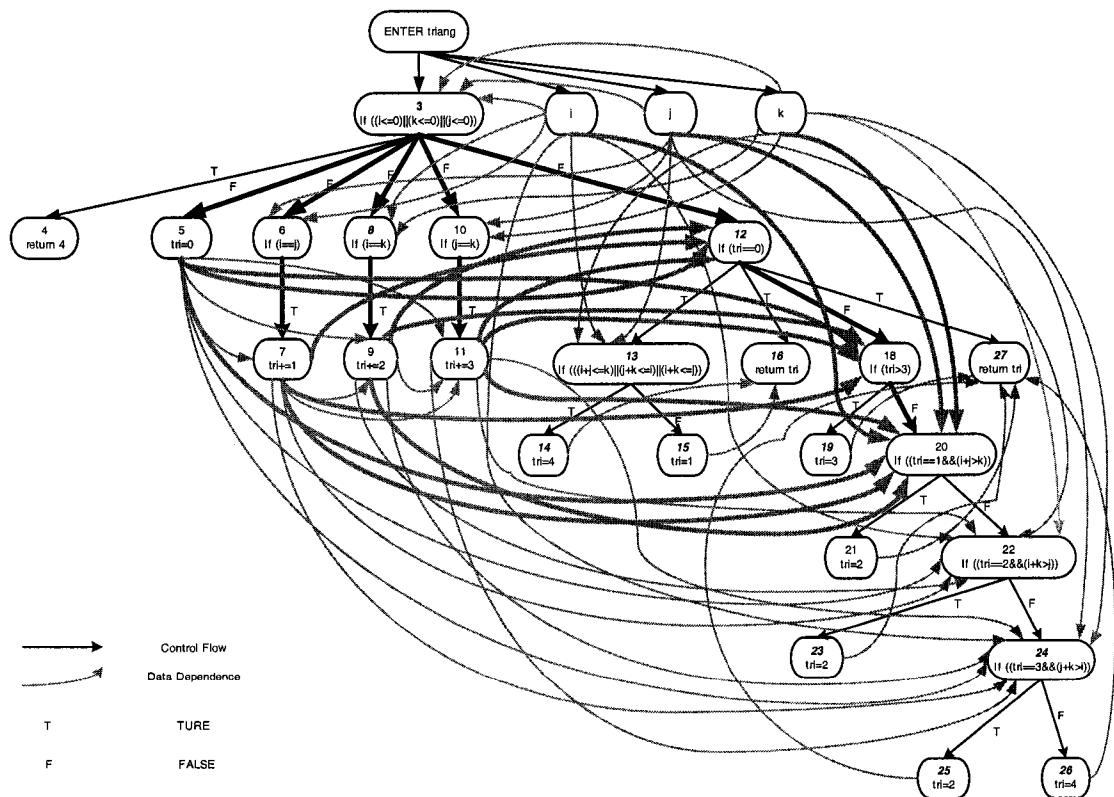 ENTER triang
3
If ((i<=0)||(k<=0)||(j<=0))
i
j
k
T
F
F
F
F
F
4
return 4
5
tri=0
6
If (i==j)
8
If (i==k)
10
If (j==k)
12
If (tri==0)
T
T
T
T
T
F
T
7
tri+=1
9
tri+=2
11
tri+=3
13
If (((i+j<=k)||(j+k<=i)||(i+k<=j))
16
return tri
18
If (tri>3)
27
return tri
T
F
T
F
14
tri=4
15
tri=1
19
tri=3
20
If ((tri==1&&(i+j>k))
T
F
21
tri=2
22
If ((tri==2&&(i+k>j))
T
F
23
tri=2
24
If ((tri==3&&(j+k>i))
T
F
25
tri=2
26
tri=4
Control Flow
Data Dependence
T TURE
F FALSE